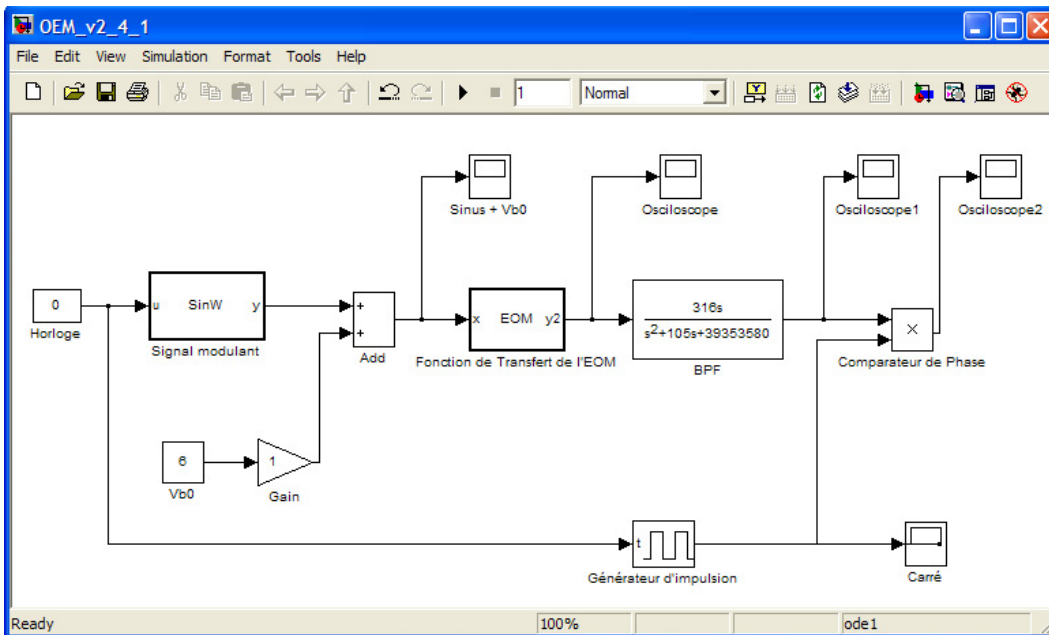 OEM_v2_4_1
File Edit View Simulation Format Tools Help
1 Normal
Sinus + Vb0
Osciloscope
Osciloscope1
Osciloscope2
0
Horloge
u SinW y
Signal modulant
+
+
Add
x EOM y2
Fonction de Transfert de l'EOM
316s
s2+105s+39353580
BPF
×
Comparateur de Phase
6
Vb0
1
Gain
t
Générateur d'impulsion
Carré
Ready 100% ode1